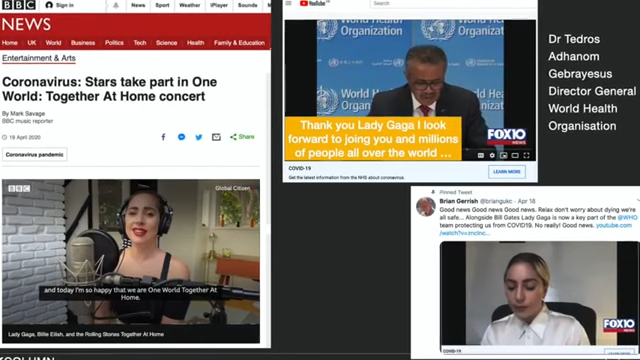 BBC
Sign in
News
Sport
Weather
iPlayer
Sounds
NEWS
Home UK World Business Politics Tech Science Health Family & Education
Entertainment & Arts
Coronavirus: Stars take part in One
World: Together At Home concert
By Mark Savage
BBC music reporter
19 April 2020
Share
Coronavirus pandemic
BBC
Global Citizen
and today I'm so happy that we are One World Together At
Home.
Lady Gaga, Billie Eilish, and the Rolling Stones Together at Home
YouTube
Search
World Health
Organization
Thank you Lady Gaga I look
forward to joing you and millions
of people all over the world ...
FOX10
COVID-19
Get the latest information from the NHS about coronavirus.
LEARN MORE
Dr Tedros
Adhanom
Gebrayesus
Director General
World Health
Organisation
Pinned Tweet
Brian Gerrish @briangukc · Apr 18
Good news Good news Good news. Relax don't worry about dying we're
all safe... Alongside Bill Gates Lady Gaga is now a key part of the @WHO
team protecting us from COVID19. No really! Good news. youtube.com
FOX10
COVID-19
LEARN MORE
COLUMN